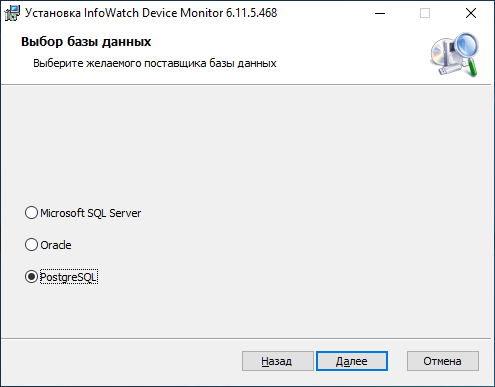 Установка InfoWatch Device Monitor 6.11.5.468
Выбор базы данных
Выберите желаемого поставщика базы данных
Microsoft SQL Server
Oracle
PostgreSQL
Назад Далее Отмена